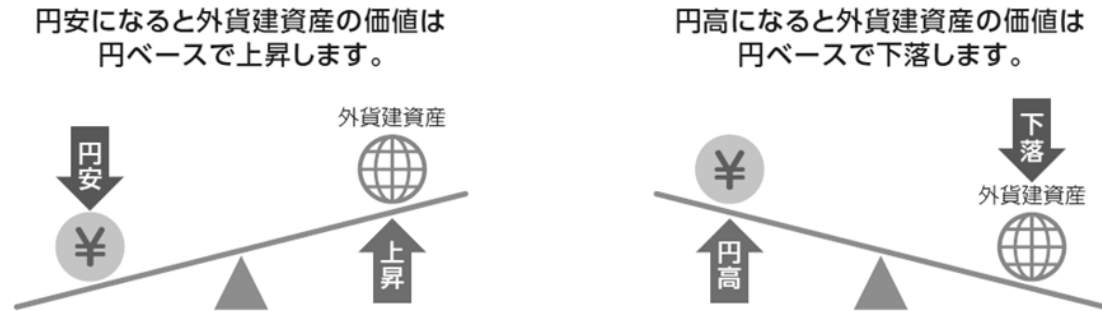 円安になると外貨建資産の価値は
円ベースで上昇します。
円安
¥
外貨建資産
上昇
円高になると外貨建資産の価値は
円ベースで下落します。
¥
円高
下落
外貨建資産